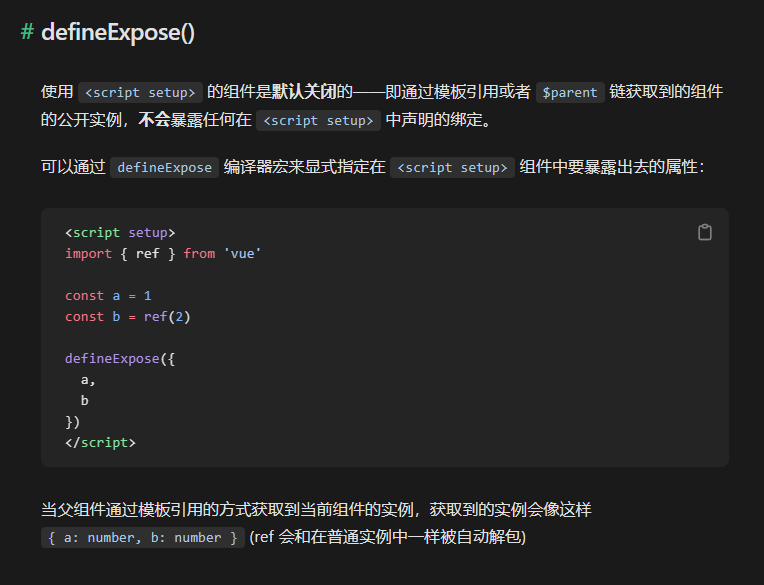 # defineExpose()
使用 <script setup> 的组件是默认关闭的——即通过模板引用或者 $parent 链获取到的组件
的公开实例，不会暴露任何在 <script setup> 中声明的绑定。
可以通过 defineExpose 编译器宏来显式指定在 <script setup> 组件中要暴露出去的属性：
<script setup>
import { ref } from 'vue'
const a = 1
const b = ref(2)
defineExpose({
  a,
  b
})
</script>
当父组件通过模板引用的方式获取到当前组件的实例，获取到的实例会像这样
{ a: number, b: number } (ref 会和在普通实例中一样被自动解包)